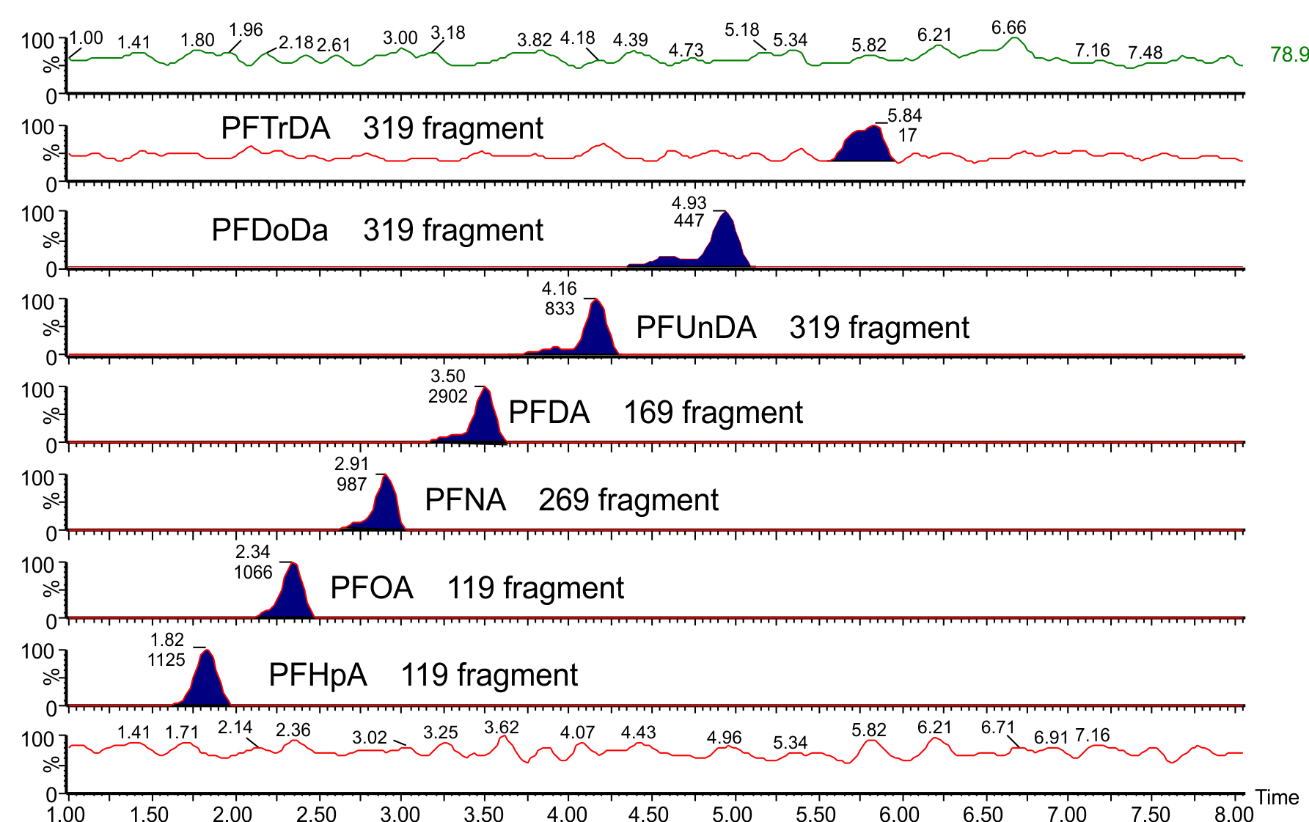 100 % 0 1.00 1.41 1.80 1.96 2.18 2.61 3.00 3.18 3.82 4.18 4.39 4.73 5.18 5.34 5.82 6.21 6.66 7.16 7.48 78.9
100 % 0 PFTrDA 319 fragment 5.84
17
100 % 0 PFDoDa 319 fragment 4.93
447
100 % 0 4.16
833
PFUnDA 319 fragment
100 % 0 3.50
2902
PFDA 169 fragment
100 % 0 2.91
987
PFNA 269 fragment
100 % 0 2.34
1066
PFOA 119 fragment
100 % 0 1.82
1125
PFHpA 119 fragment
100 % 0 1.41 1.71 2.14 2.36 3.02 3.25 3.62 4.07 4.43 4.96 5.34 5.82 6.21 6.71 6.91 7.16
Time
1.00 1.50 2.00 2.50 3.00 3.50 4.00 4.50 5.00 5.50 6.00 6.50 7.00 7.50 8.00